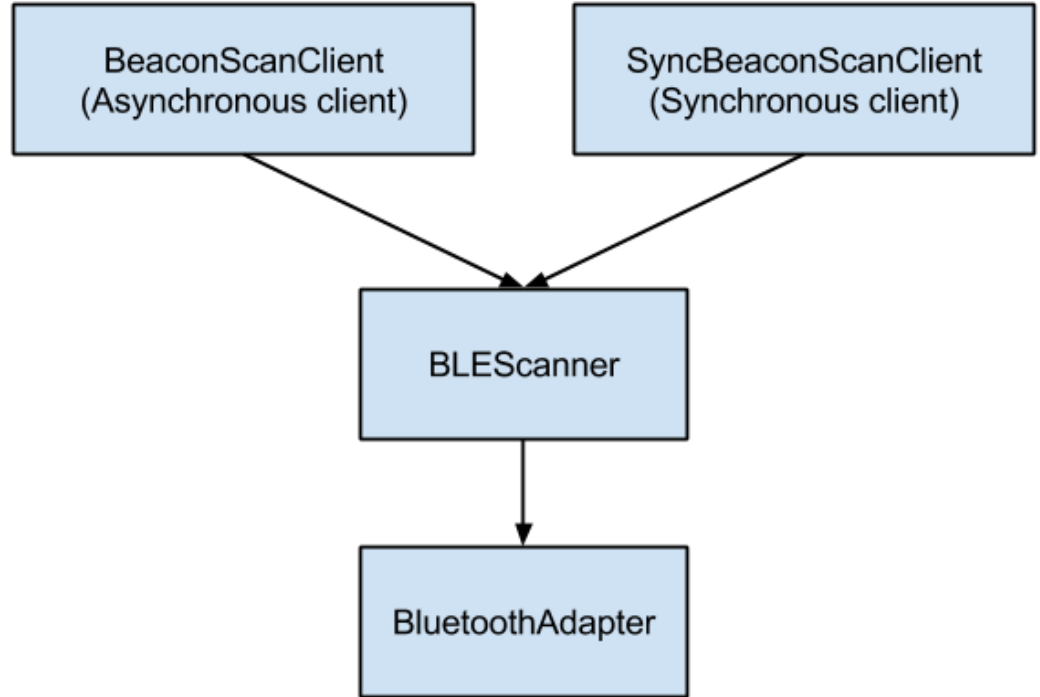 BeaconScanClient
(Asynchronous client)
SyncBeaconScanClient
(Synchronous client)
BLEScanner
BluetoothAdapter